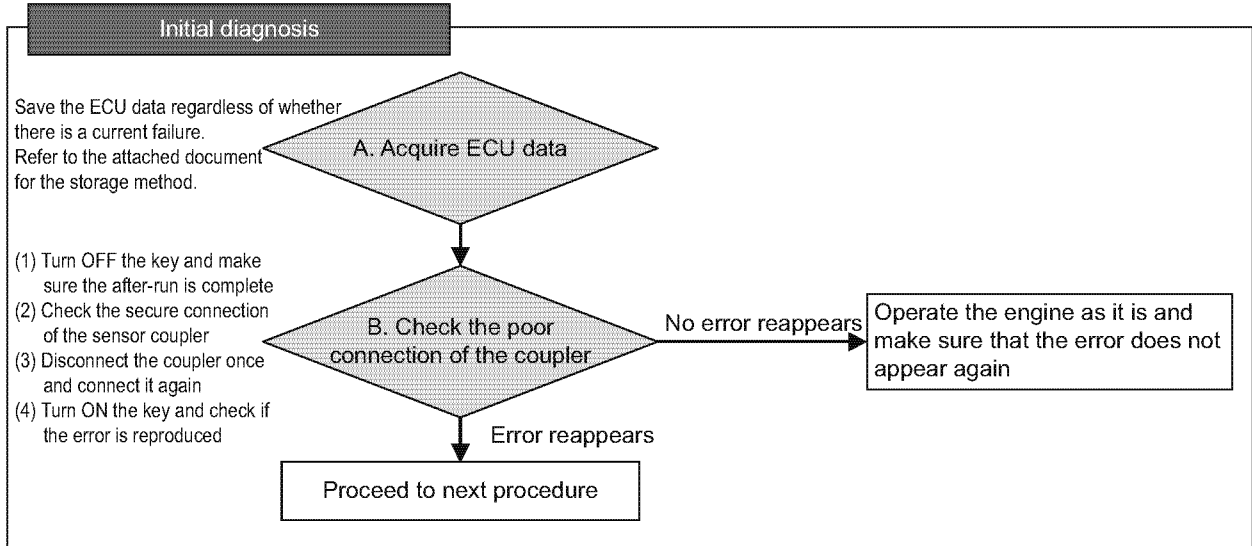 Initial diagnosis
Save the ECU data regardless of whether
there is a current failure.
Refer to the attached document
for the storage method.
A. Acquire ECU data
(1) Turn OFF the key and make
sure the after-run is complete
(2) Check the secure connection
of the sensor coupler
(3) Disconnect the coupler once
and connect it again
(4) Turn ON the key and check if
the error is reproduced
B. Check the poor
connection of the coupler
No error reappears
Operate the engine as it is and
make sure that the error does not
appear again
Error reappears
Proceed to next procedure